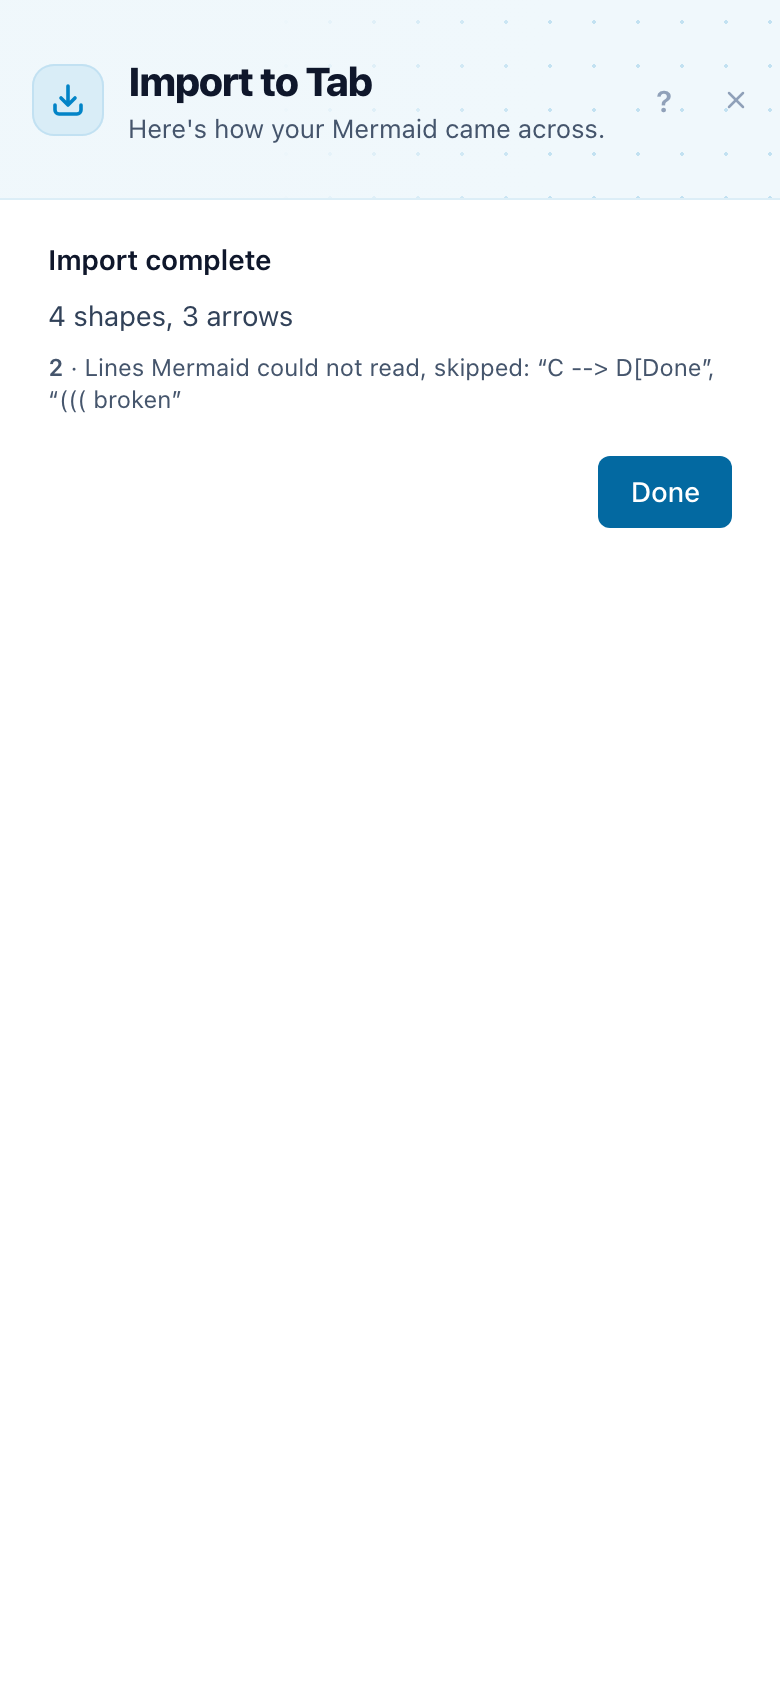 Import to Tab
Here's how your Mermaid came across.
?
Import complete
4 shapes, 3 arrows
2 · Lines Mermaid could not read, skipped: “C --> D[Done”,
“((( broken”
Done